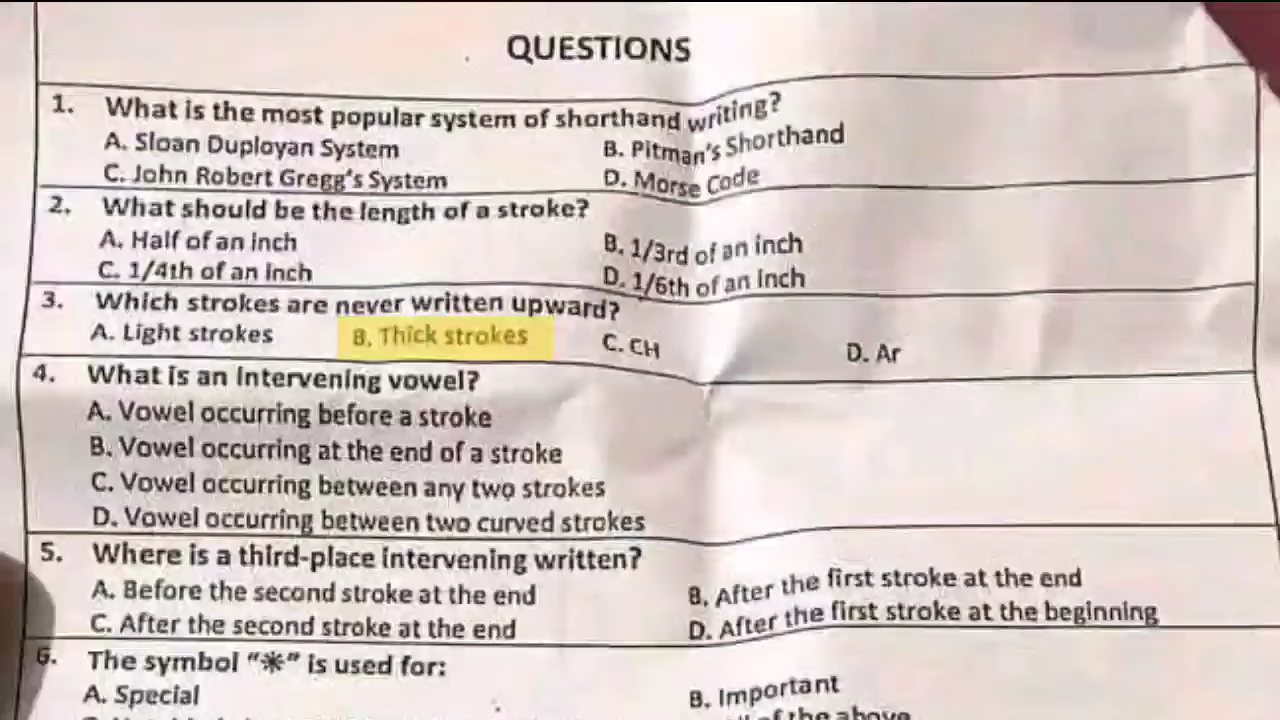 QUESTIONS
1. What is the most popular system of shorthand writing?
A. Sloan Duployan System B. Pitman's Shorthand
C. John Robert Gregg's System D. Morse Code
2. What should be the length of a stroke?
A. Half of an inch B. 1/3rd of an inch
C. 1/4th of an inch D. 1/6th of an inch
3. Which strokes are never written upward?
A. Light strokes B. Thick strokes C. CH D. Ar
4. What is an intervening vowel?
A. Vowel occurring before a stroke
B. Vowel occurring at the end of a stroke
C. Vowel occurring between any two strokes
D. Vowel occurring between two curved strokes
5. Where is a third-place intervening written?
A. Before the second stroke at the end B. After the first stroke at the end
C. After the second stroke at the end D. After the first stroke at the beginning
6. The symbol "*" is used for:
A. Special B. Important
of the above